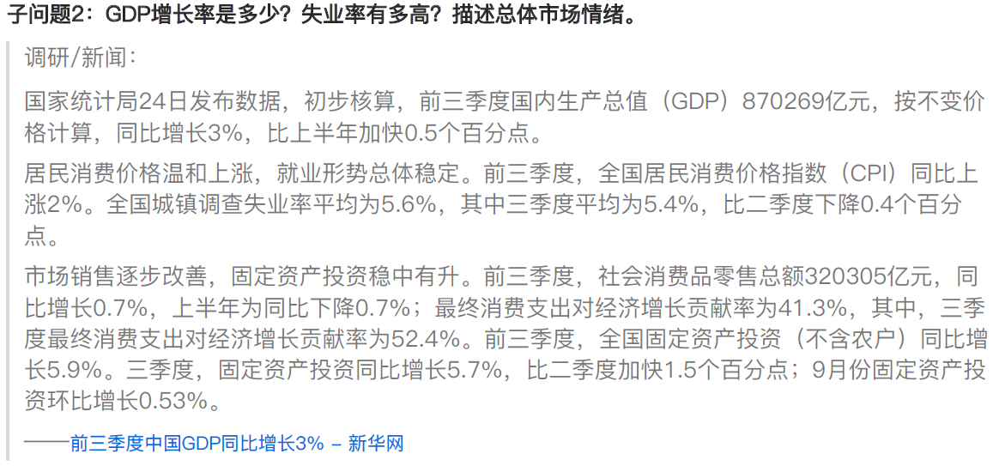 子问题2：GDP增长率是多少？失业率有多高？描述总体市场情绪。
调研/新闻：
国家统计局24日发布数据，初步核算，前三季度国内生产总值（GDP）870269亿元，按不变价
格计算，同比增长3%，比上半年加快0.5个百分点。
居民消费价格温和上涨，就业形势总体稳定。前三季度，全国居民消费价格指数（CPI）同比上
涨2%。全国城镇调查失业率平均为5.6%，其中三季度平均为5.4%，比二季度下降0.4个百分
点。
市场销售逐步改善，固定资产投资稳中有升。前三季度，社会消费品零售总额320305亿元，同
比增长0.7%，上半年为同比下降0.7%；最终消费支出对经济增长贡献率为41.3%，其中，三季
度最终消费支出对经济增长贡献率为52.4%。前三季度，全国固定资产投资（不含农户）同比增
长5.9%。三季度，固定资产投资同比增长5.7%，比二季度加快1.5个百分点；9月份固定资产投
资环比增长0.53%。
——前三季度中国GDP同比增长3% – 新华网